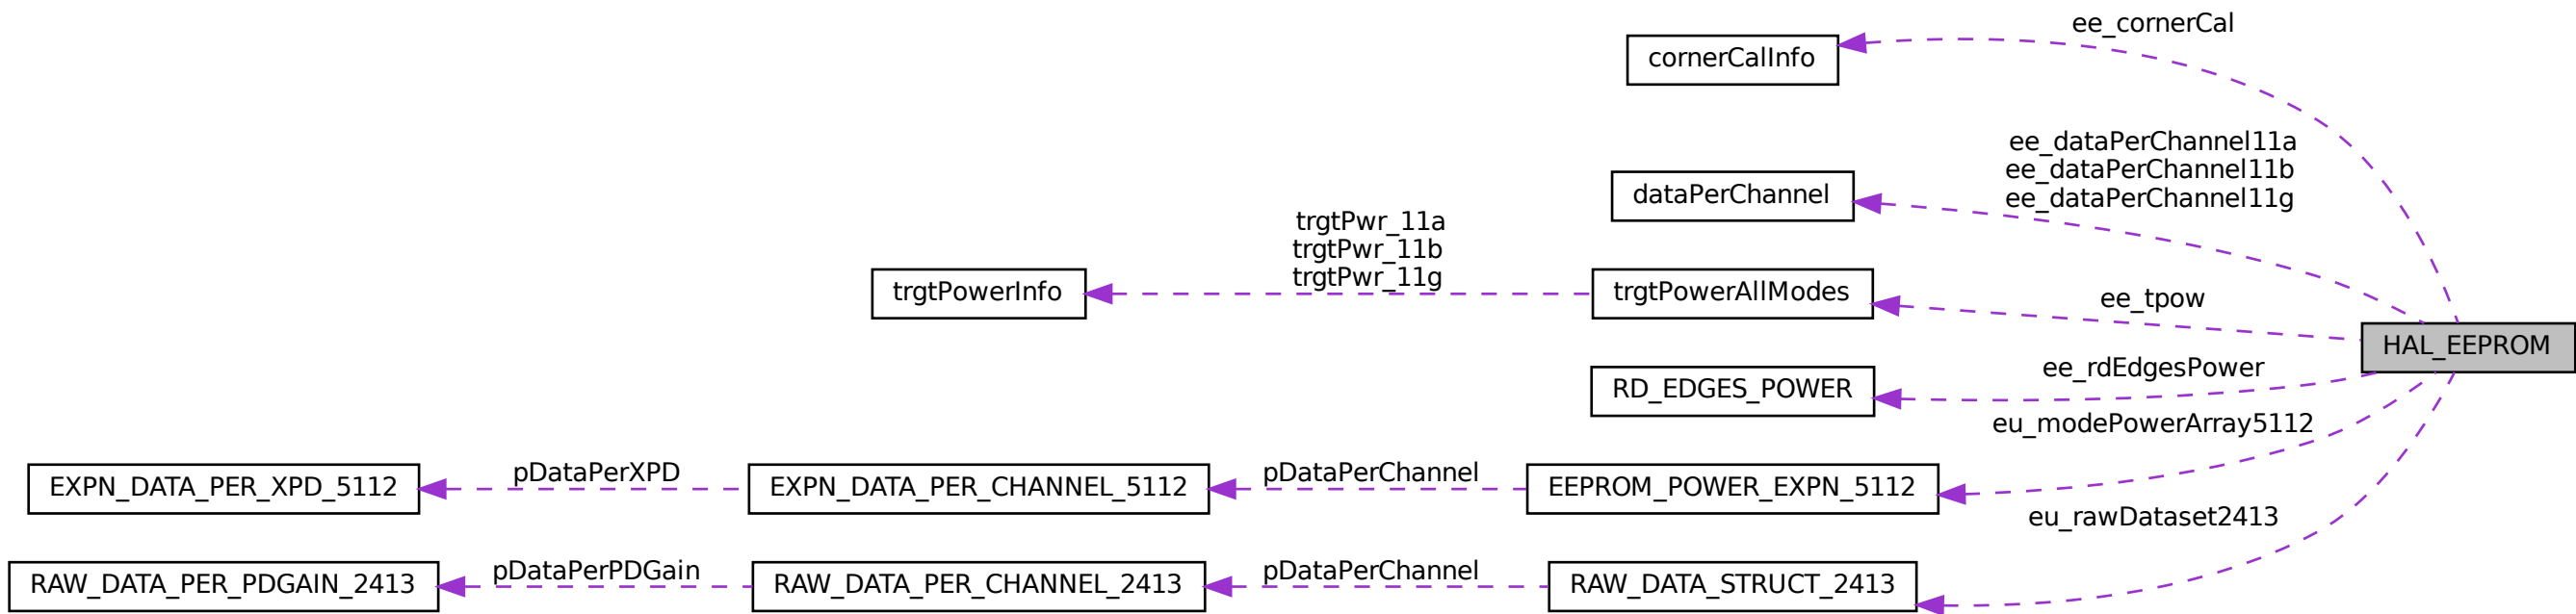 ee_cornerCal
cornerCalInfo
ee_dataPerChannel11a
ee_dataPerChannel11b
ee_dataPerChannel11g
dataPerChannel
trgtPwr_11a
trgtPwr_11b
trgtPwr_11g
trgtPowerInfo
trgtPowerAllModes
ee_tpow
HAL_EEPROM
ee_rdEdgesPower
RD_EDGES_POWER
eu_modePowerArray5112
EXPN_DATA_PER_XPD_5112
pDataPerXPD
EXPN_DATA_PER_CHANNEL_5112
pDataPerChannel
EEPROM_POWER_EXPN_5112
eu_rawDataset2413
RAW_DATA_PER_PDGAIN_2413
pDataPerPDGain
RAW_DATA_PER_CHANNEL_2413
pDataPerChannel
RAW_DATA_STRUCT_2413